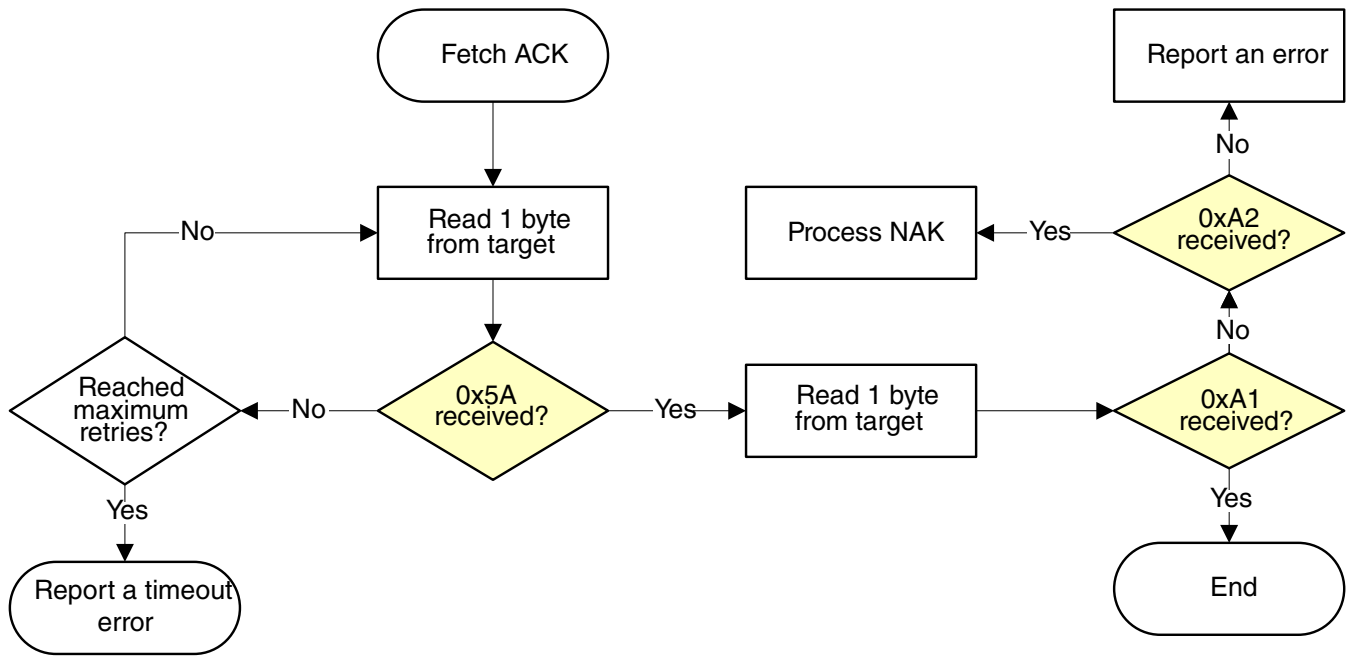 Fetch ACK
Report an error
No
Read 1 byte
from target
Process NAK
0xA2
received?
No
Yes
No
Reached
maximum
retries?
0x5A
received?
Read 1 byte
from target
0xA1
received?
No
Yes
Yes
Yes
Report a timeout
error
End